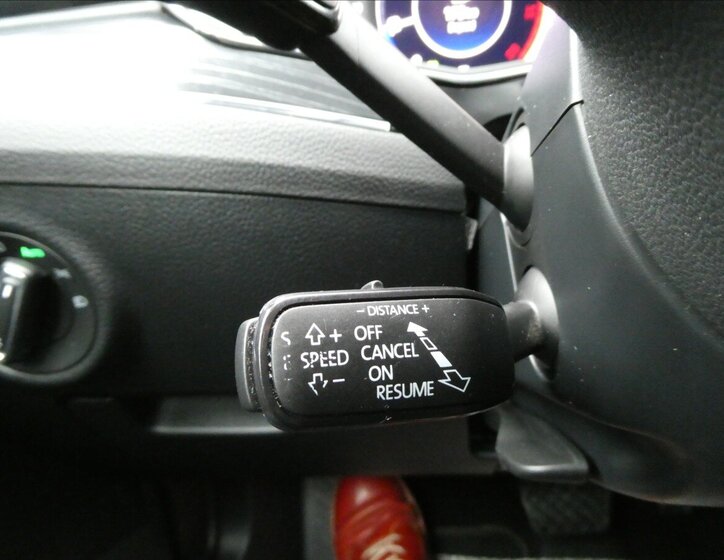 - DISTANCE +
+ OFF
SPEED CANCEL
- ON
RESUME